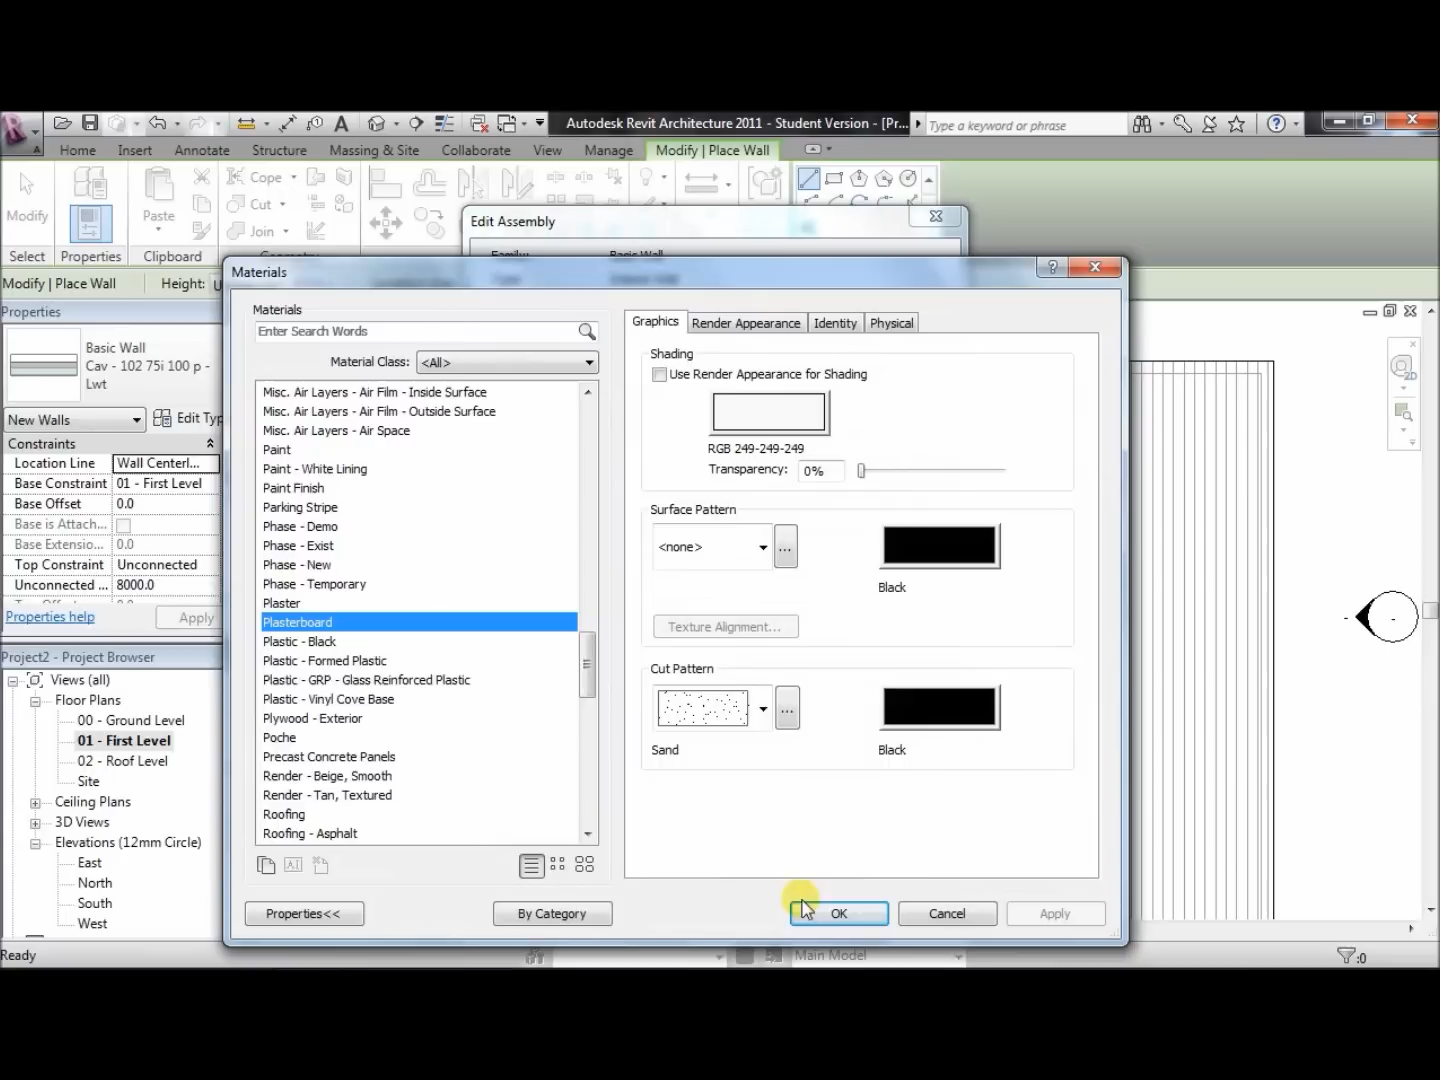 Autodesk Revit Architecture 2011 - Student Version - [Pr...
Type a keyword or phrase
Home Insert Annotate Structure Massing & Site Collaborate View Manage Modify | Place Wall
Cope
Modify Paste Cut
Join
Select Properties Clipboard
Edit Assembly
Modify | Place Wall Height:
Materials
Properties
Basic Wall
Cav - 102 75i 100 p -
Lwt
New Walls Edit Typ
Constraints
Location Line Wall Centerl...
Base Constraint 01 - First Level
Base Offset 0.0
Base is Attach...
Base Extensio... 0.0
Top Constraint Unconnected
Unconnected ... 8000.0
Properties help Apply
Project2 - Project Browser
Views (all)
Floor Plans
00 - Ground Level
01 - First Level
02 - Roof Level
Site
Ceiling Plans
3D Views
Elevations (12mm Circle)
East
North
South
West
Ready
Materials
Enter Search Words
Material Class: <All>
Misc. Air Layers - Air Film - Inside Surface
Misc. Air Layers - Air Film - Outside Surface
Misc. Air Layers - Air Space
Paint
Paint - White Lining
Paint Finish
Parking Stripe
Phase - Demo
Phase - Exist
Phase - New
Phase - Temporary
Plaster
Plasterboard
Plastic - Black
Plastic - Formed Plastic
Plastic - GRP - Glass Reinforced Plastic
Plastic - Vinyl Cove Base
Plywood - Exterior
Poche
Precast Concrete Panels
Render - Beige, Smooth
Render - Tan, Textured
Roofing
Roofing - Asphalt
Properties<< By Category
Graphics Render Appearance Identity Physical
Shading
Use Render Appearance for Shading
RGB 249-249-249
Transparency: 0%
Surface Pattern
<none> ...
Black
Texture Alignment...
Cut Pattern
...
Sand Black
OK Cancel Apply
Main Model
:0
2D